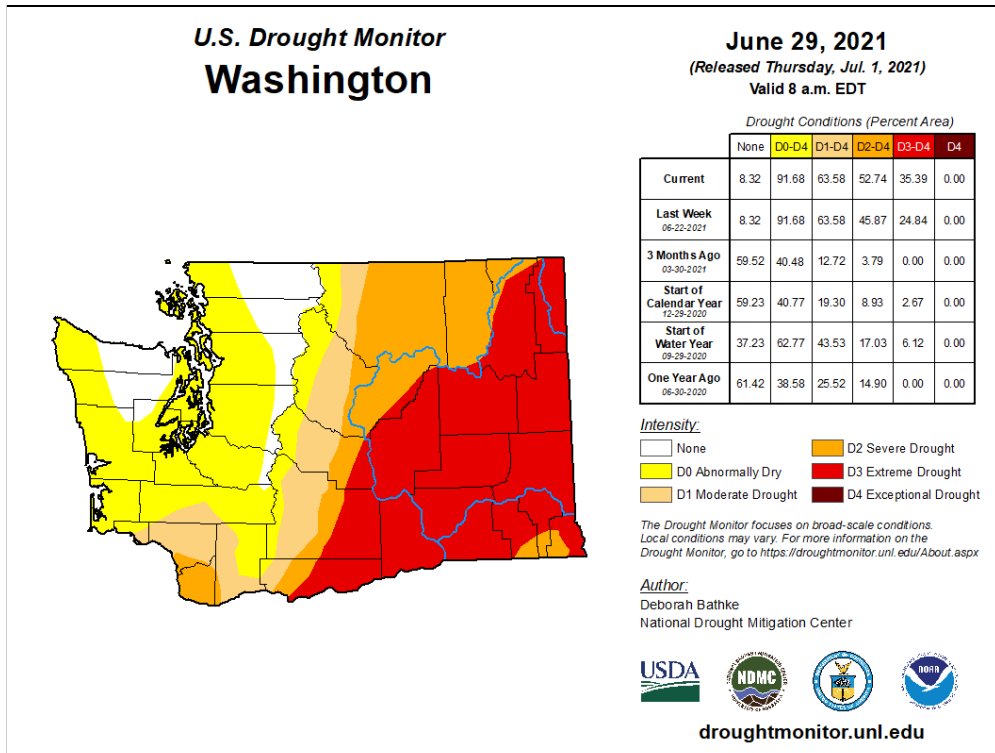 U.S. Drought Monitor
Washington
June 29, 2021
(Released Thursday, Jul. 1, 2021)
Valid 8 a.m. EDT
Drought Conditions (Percent Area)
None D0-D4 D1-D4 D2-D4 D3-D4 D4
Current 8.32 91.68 63.58 52.74 35.39 0.00
Last Week
06-22-2021 8.32 91.68 63.58 45.87 24.84 0.00
3 Months Ago
03-30-2021 59.52 40.48 12.72 3.79 0.00 0.00
Start of
Calendar Year
12-29-2020 59.23 40.77 19.30 8.93 2.67 0.00
Start of
Water Year
09-29-2020 37.23 62.77 43.53 17.03 6.12 0.00
One Year Ago
06-30-2020 61.42 38.58 25.52 14.90 0.00 0.00
Intensity:
None
D0 Abnormally Dry
D1 Moderate Drought
D2 Severe Drought
D3 Extreme Drought
D4 Exceptional Drought
The Drought Monitor focuses on broad-scale conditions.
Local conditions may vary. For more information on the
Drought Monitor, go to https://droughtmonitor.unl.edu/About.aspx
Author:
Deborah Bathke
National Drought Mitigation Center
USDA
NDMC
NOAA
droughtmonitor.unl.edu